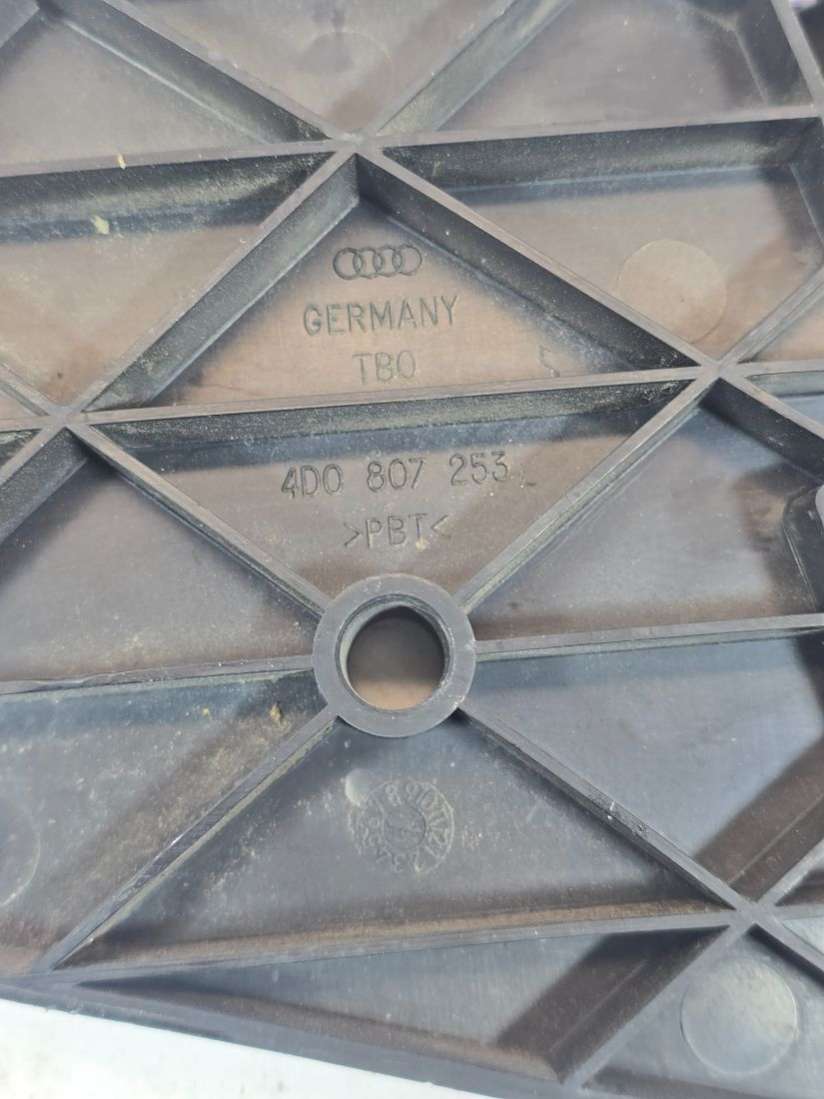 GERMANY
TBO
4D0 807 253
>PBT<